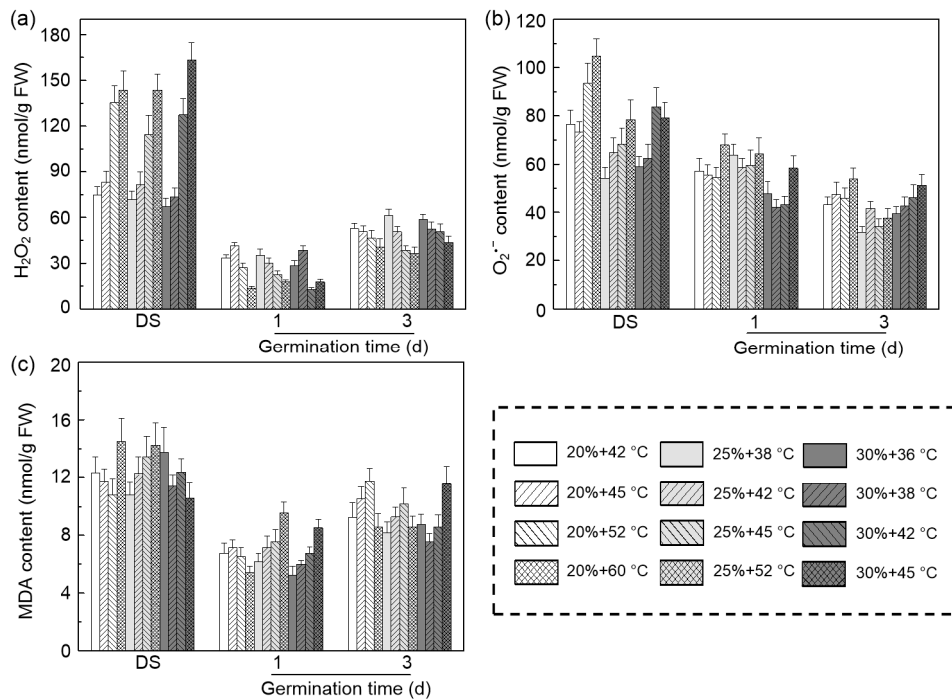 (a)
H₂O₂ content (nmol/g FW)
180
150
120
90
60
30
0
DS
1
3
Germination time (d)
(b)
O₂•⁻ content (nmol/g FW)
120
100
80
60
40
20
0
DS
1
3
Germination time (d)
(c)
MDA content (nmol/g FW)
20
16
12
8
4
0
DS
1
3
Germination time (d)
20%+42 °C
25%+38 °C
30%+36 °C
20%+45 °C
25%+42 °C
30%+38 °C
20%+52 °C
25%+45 °C
30%+42 °C
20%+60 °C
25%+52 °C
30%+45 °C